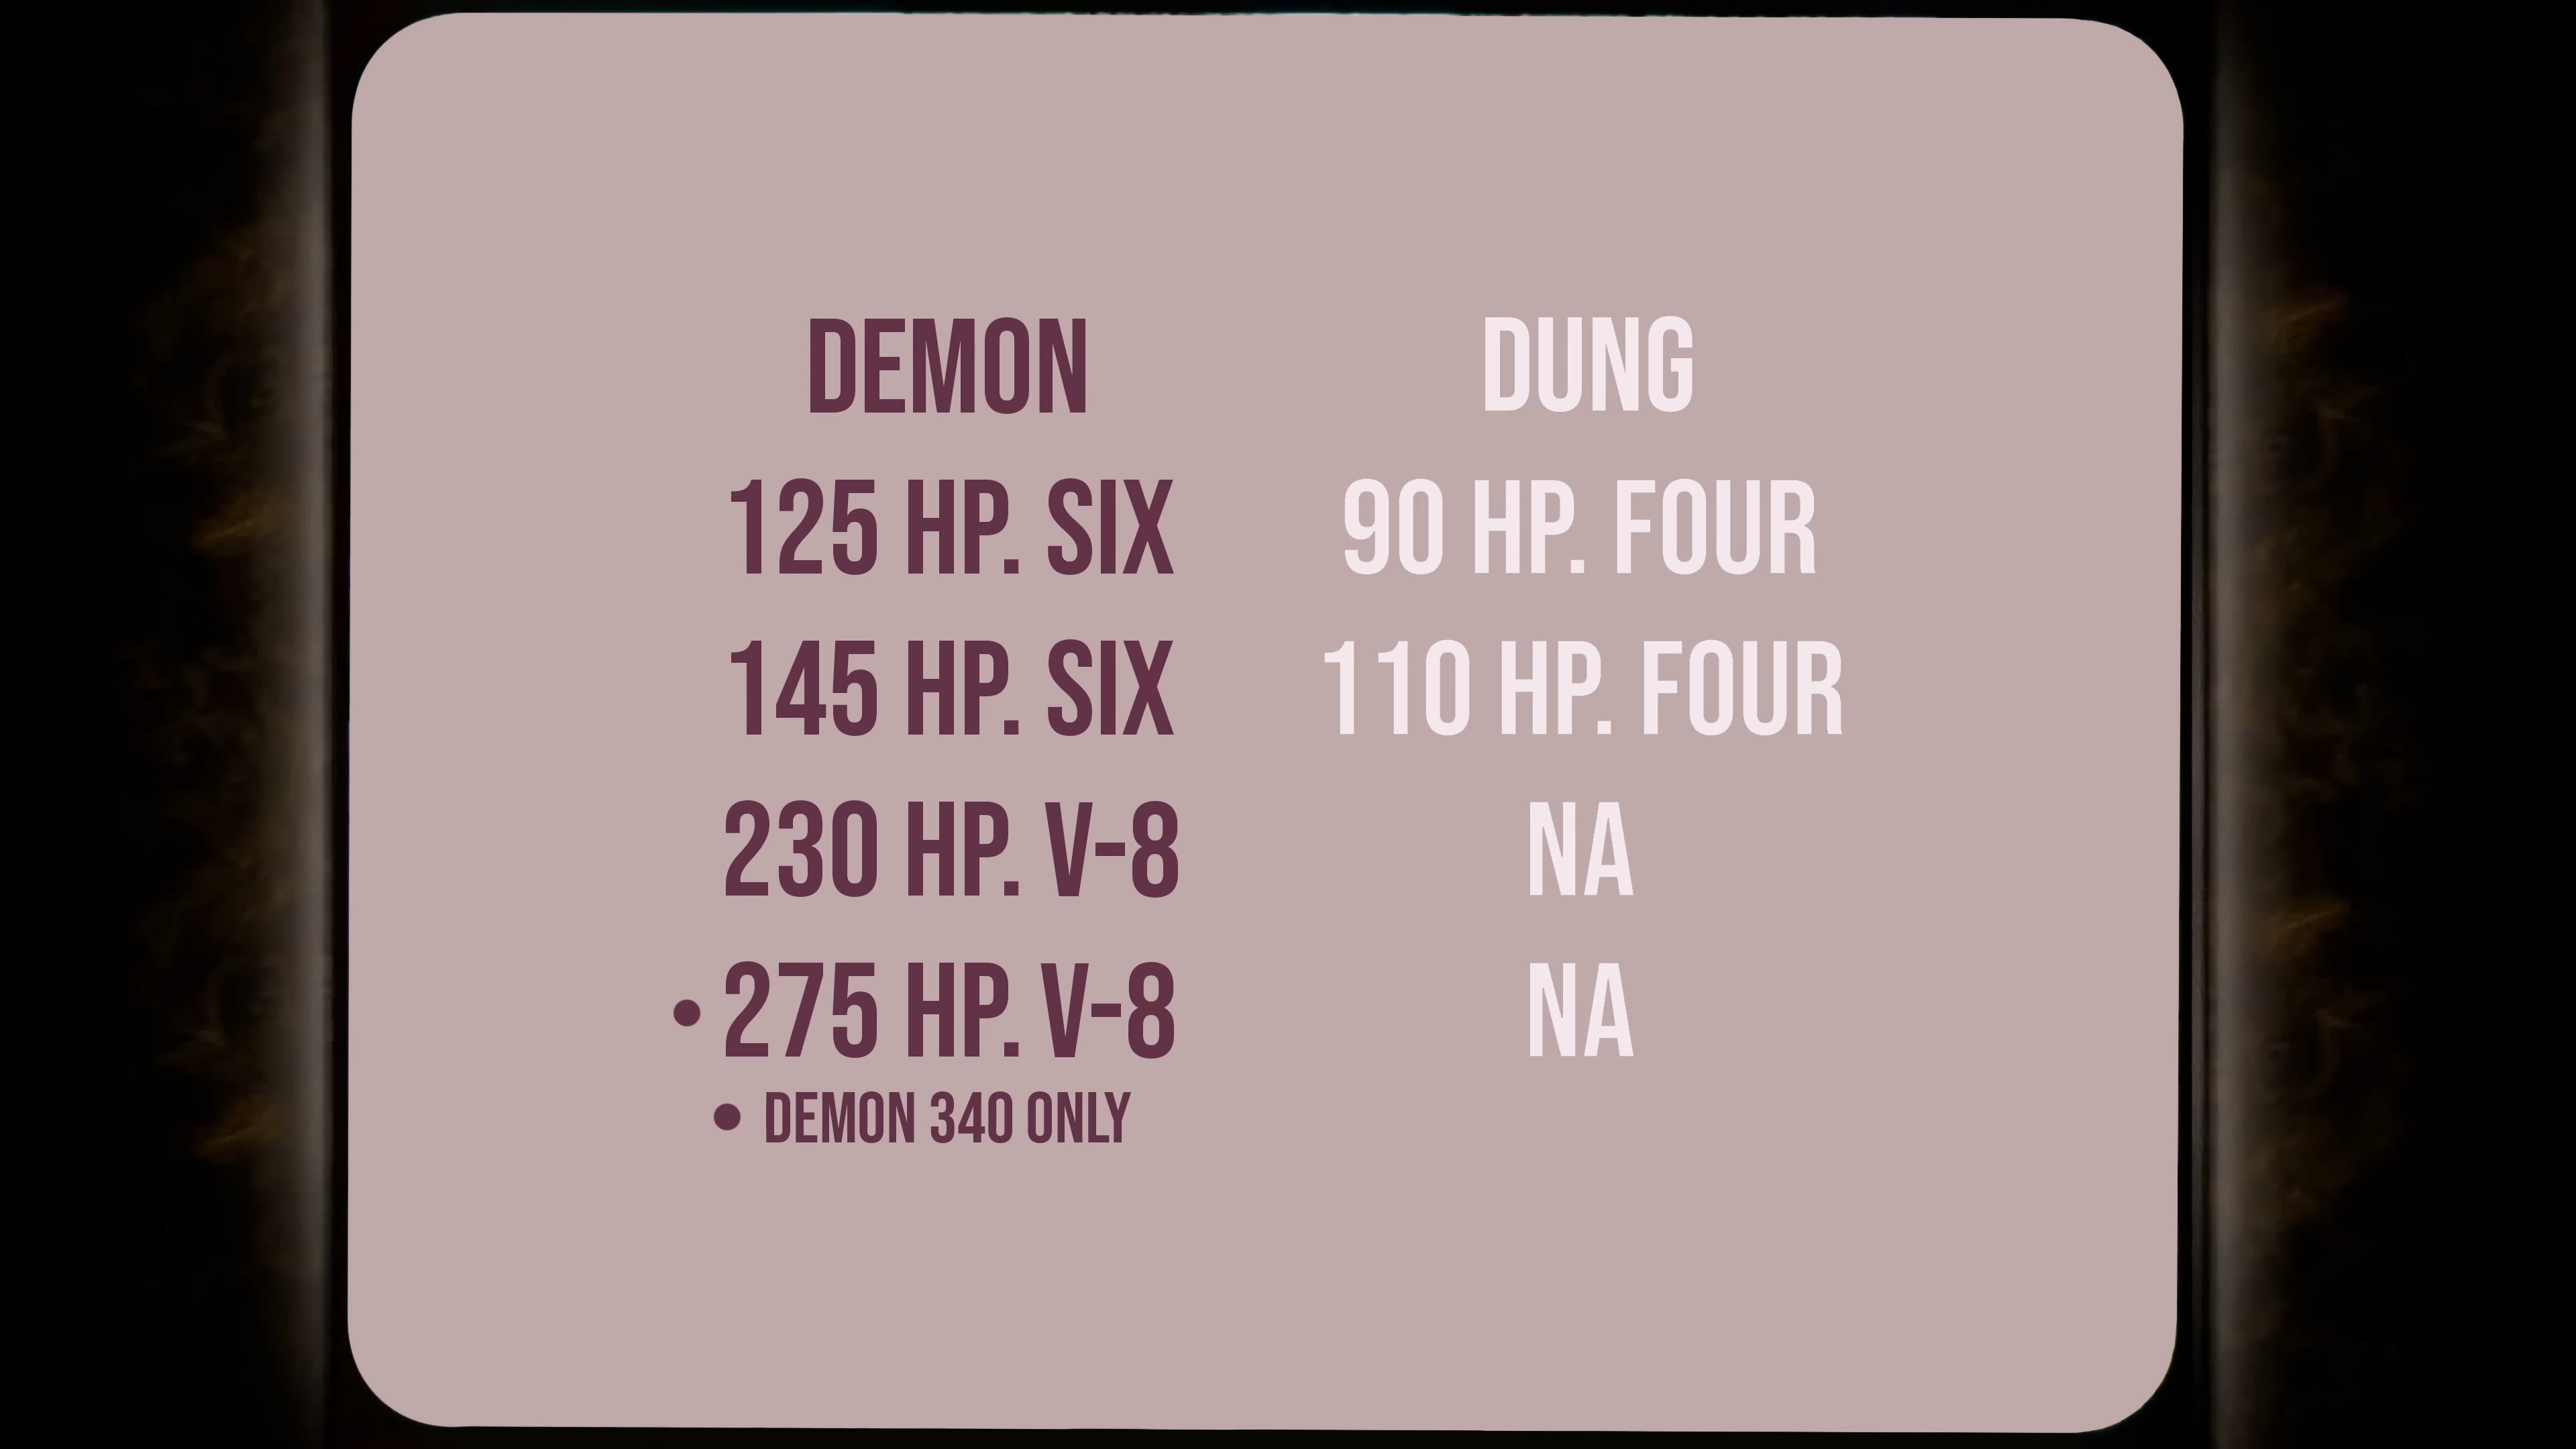 DEMON DUNG
125 HP. SIX 90 HP. FOUR
145 HP. SIX 110 HP. FOUR
230 HP. V-8 NA
• 275 HP. V-8 NA
• DEMON 340 ONLY